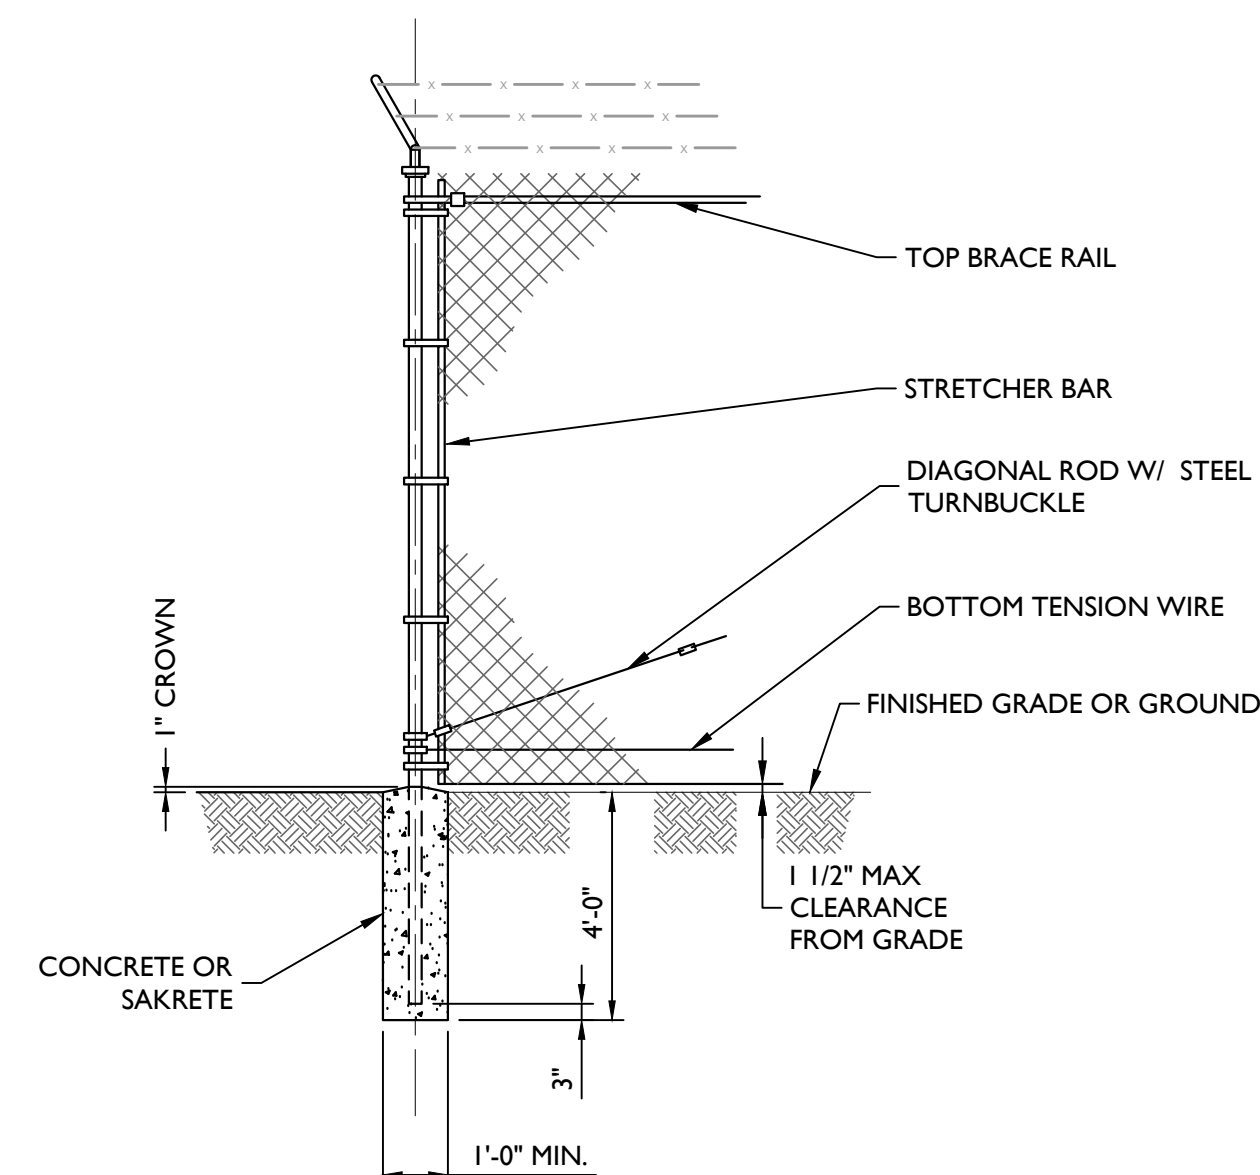 TOP BRACE RAIL
STRETCHER BAR
DIAGONAL ROD W/ STEEL
TURNBUCKLE
BOTTOM TENSION WIRE
1" CROWN
FINISHED GRADE OR GROUND
1 1/2" MAX
CLEARANCE
FROM GRADE
4'-0"
CONCRETE OR
SAKRETE
3"
1'-0" MIN.